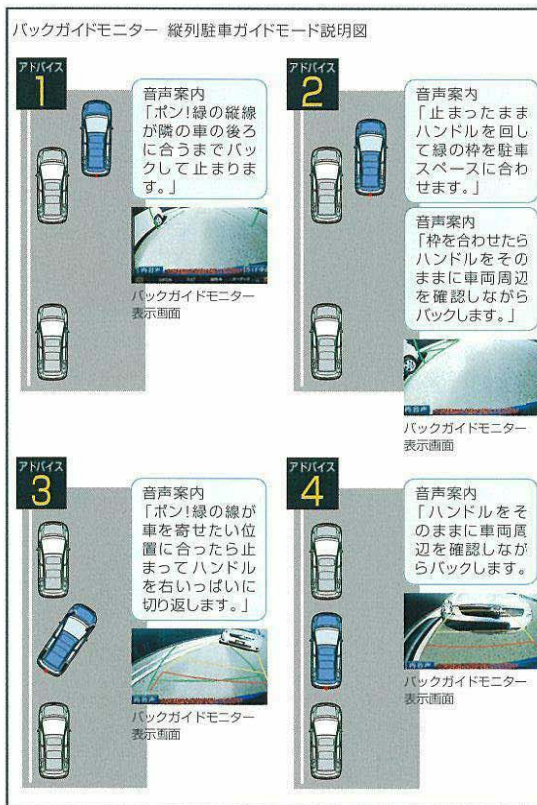 バックガイドモニター 縦列駐車ガイドモード説明図
アドバイス
1
音声案内
「ポン!緑の縦線
が隣の車の後ろ
に合うまでバッ
クして止まりま
す。」
バックガイドモニター
表示画面
アドバイス
2
音声案内
「止まったまま
ハンドルを回し
て緑の枠を駐車
スペースに合わ
せます。」
音声案内
「枠を合わせたら
ハンドルをその
ままに車両周辺
を確認しながら
バックします。」
バックガイドモニター
表示画面
アドバイス
3
音声案内
「ポン!緑の線が
車を寄せたい位
置に合ったら止
まってハンドル
を右いっぱいに
切り返します。」
バックガイドモニター
表示画面
アドバイス
4
音声案内
「ハンドルをそ
のままに車両周
辺を確認しなが
らバックします。
バックガイドモニター
表示画面